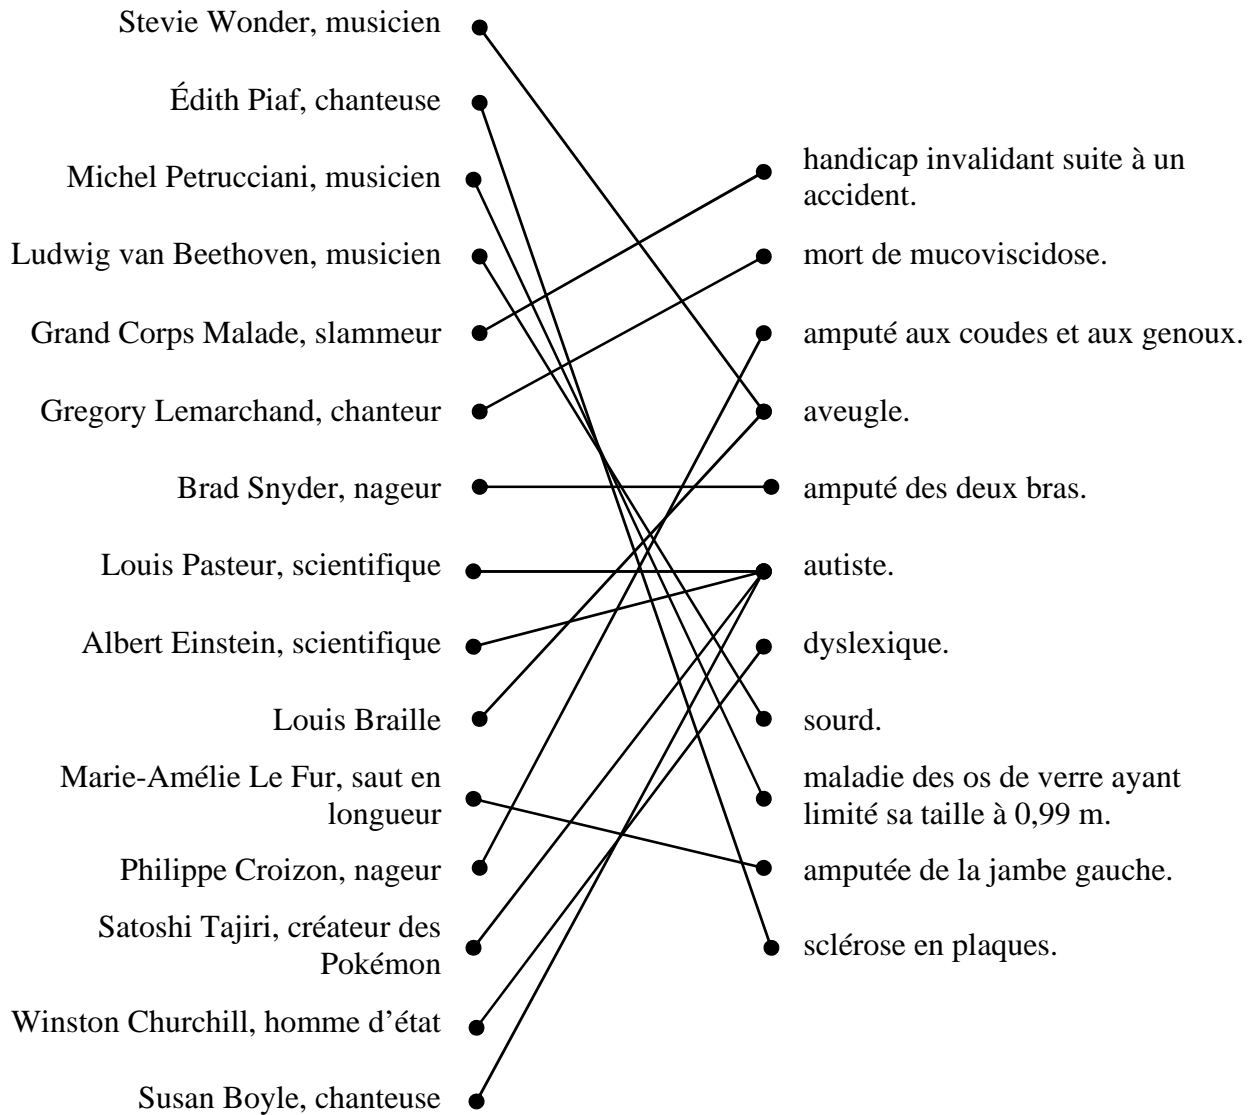 Stevie Wonder, musicien
Édith Piaf, chanteuse
Michel Petrucciani, musicien
Ludwig van Beethoven, musicien
Grand Corps Malade, slammeur
Gregory Lemarchand, chanteur
Brad Snyder, nageur
Louis Pasteur, scientifique
Albert Einstein, scientifique
Louis Braille
Marie-Amélie Le Fur, saut en
longueur
Philippe Croizon, nageur
Satoshi Tajiri, créateur des
Pokémon
Winston Churchill, homme d’état
Susan Boyle, chanteuse
handicap invalidant suite à un
accident.
mort de mucoviscidose.
amputé aux coudes et aux genoux.
aveugle.
amputé des deux bras.
autiste.
dyslexique.
sourd.
maladie des os de verre ayant
limité sa taille à 0,99 m.
amputée de la jambe gauche.
sclérose en plaques.